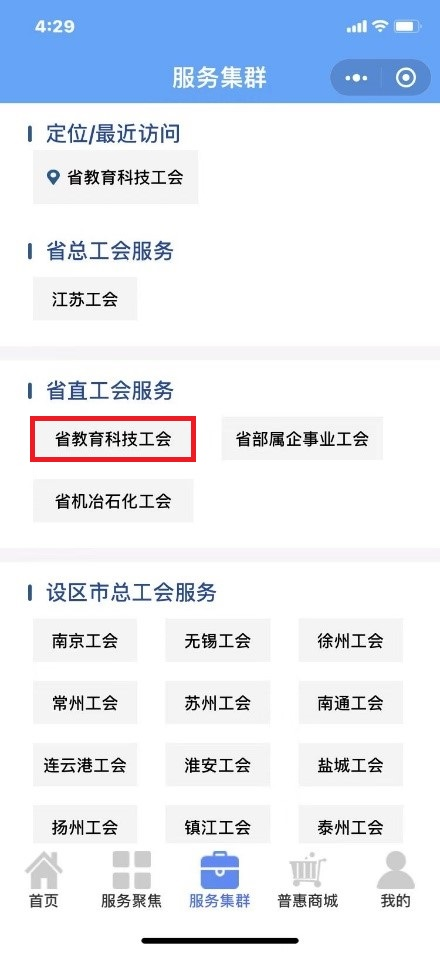 4:29
服务集群
定位/最近访问
省教育科技工会
省总工会服务
江苏工会
省直工会服务
省教育科技工会 省部属企事业工会
省机冶石化工会
设区市总工会服务
南京工会 无锡工会 徐州工会
常州工会 苏州工会 南通工会
连云港工会 淮安工会 盐城工会
扬州工会 镇江工会 泰州工会
首页 服务聚焦 服务集群 普惠商城 我的